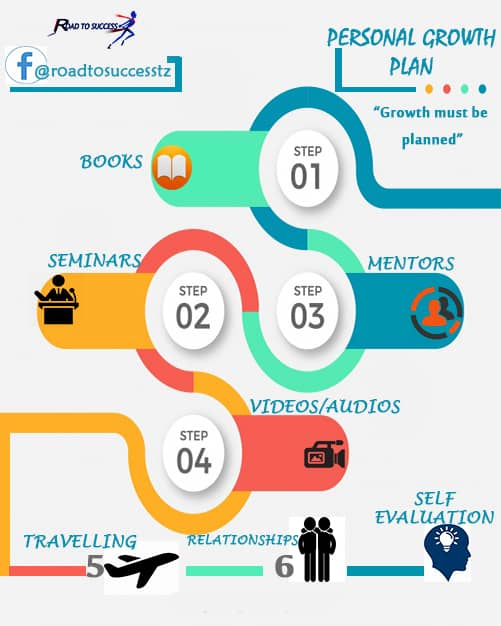 ROAD TO SUCCESS
f@roadtosuccesstz
PERSONAL GROWTH
PLAN
“Growth must be
planned”
BOOKS
STEP
01
SEMINARS
STEP
02
STEP
03
MENTORS
VIDEOS/AUDIOS
STEP
04
TRAVELLING
5
RELATIONSHIPS
6
SELF
EVALUATION